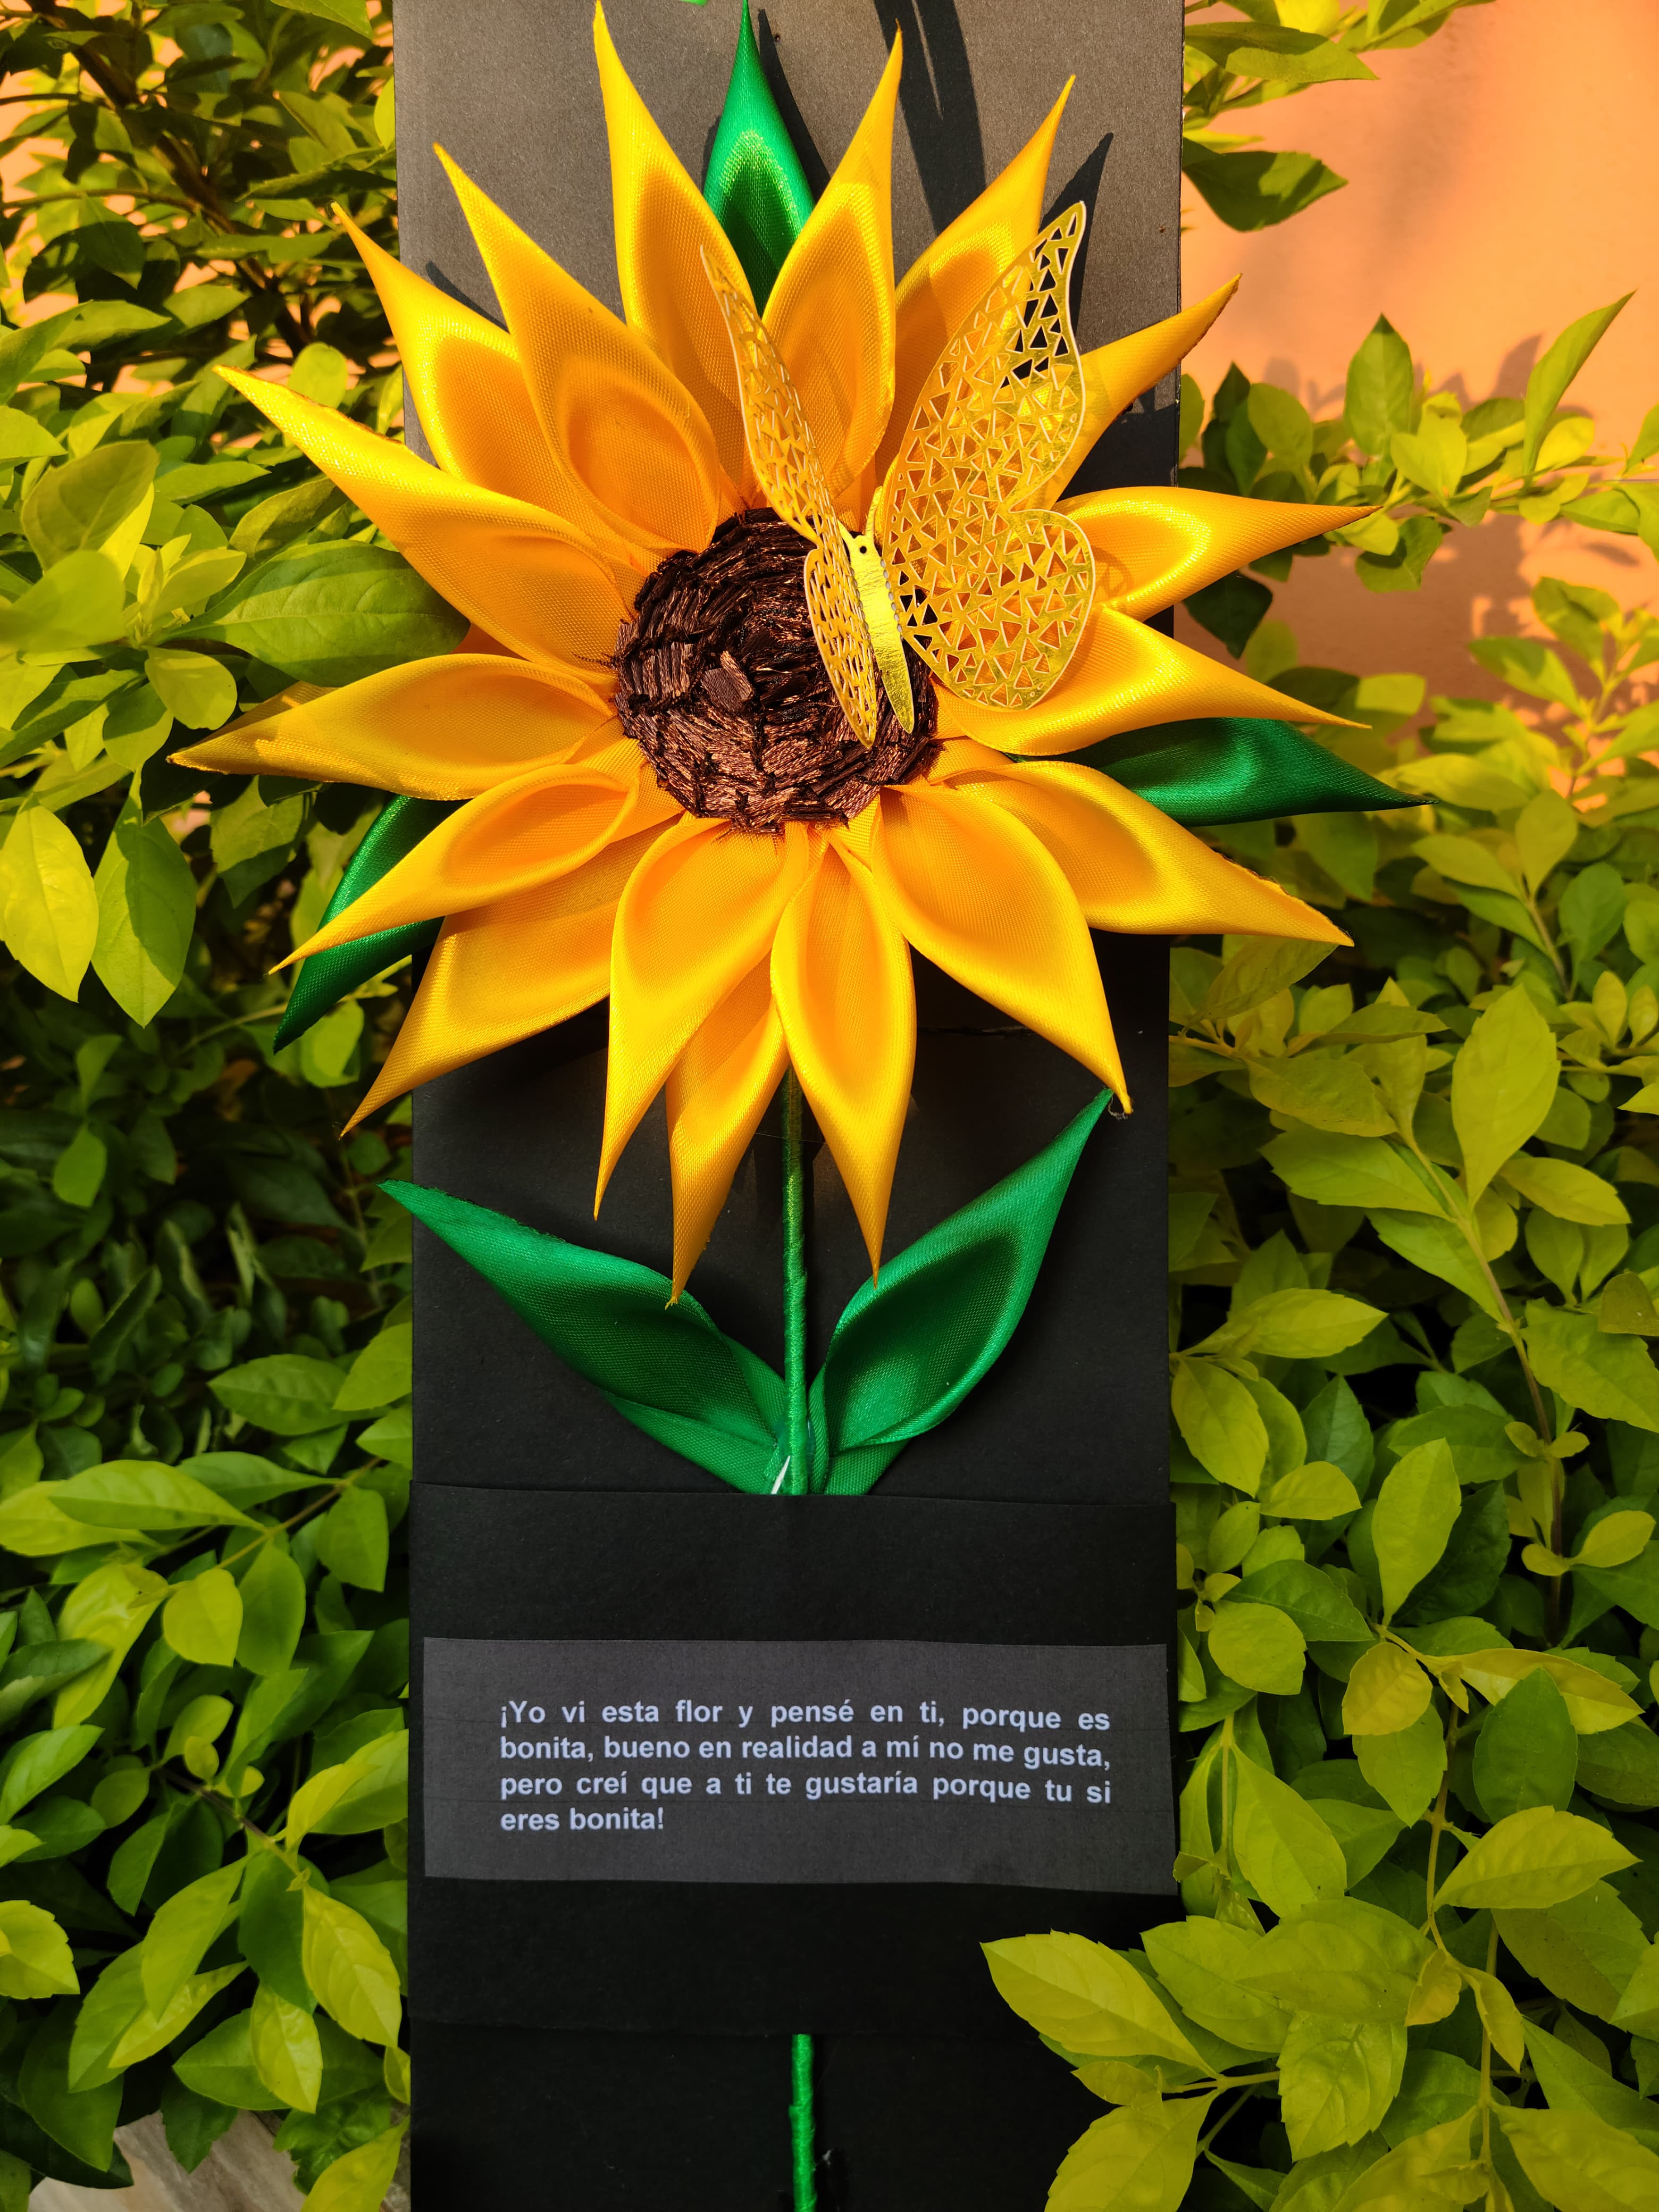 ¡Yo vi esta flor y pensé en ti, porque es
bonita, bueno en realidad a mí no me gusta,
pero creí que a ti te gustaría porque tu si
eres bonita!